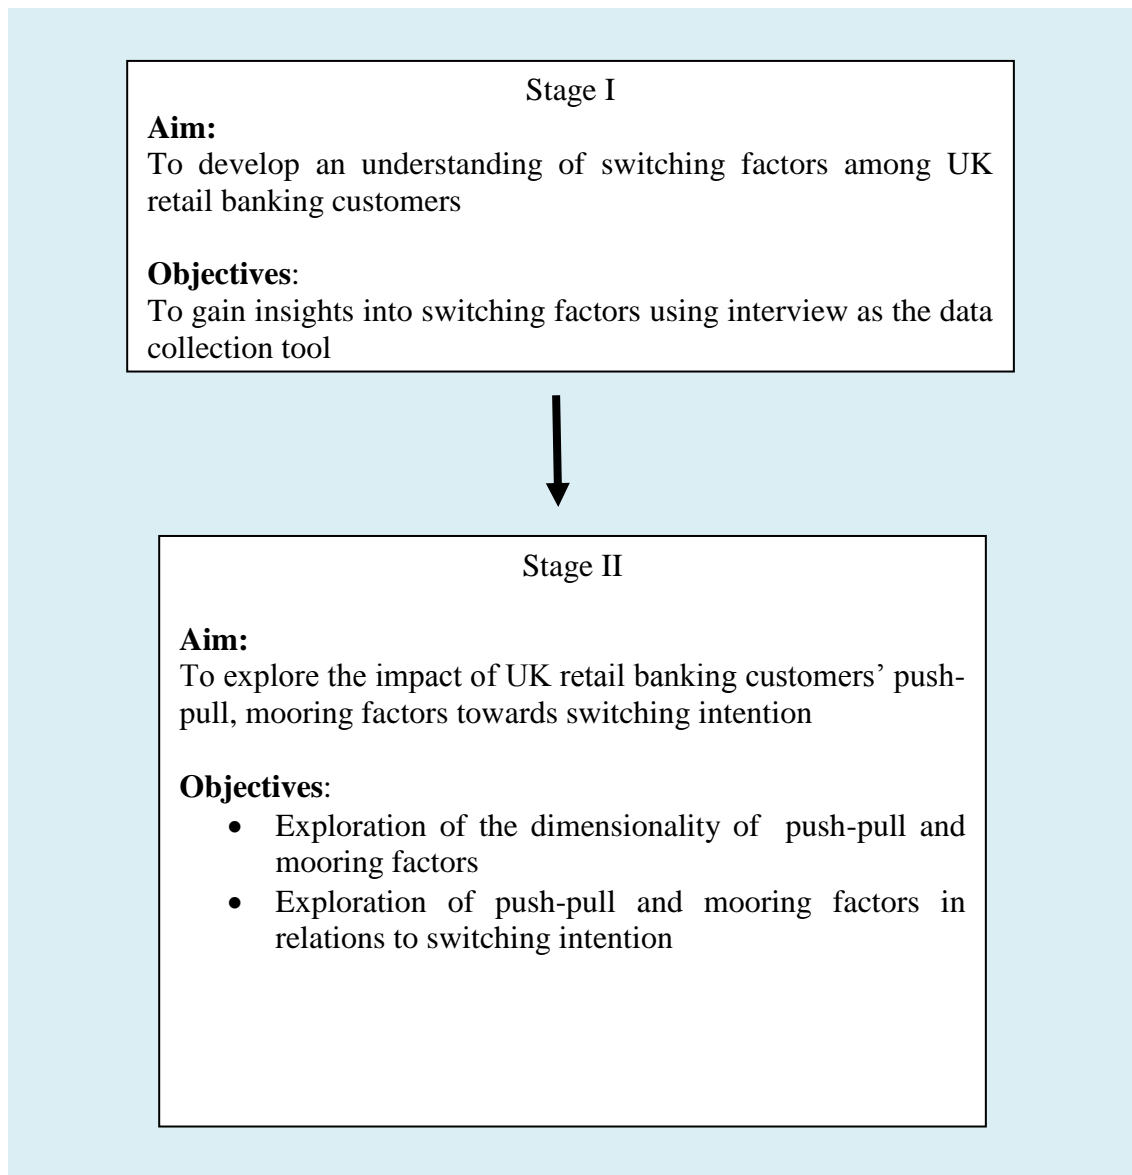 Stage I
Aim:
To develop an understanding of switching factors among UK
retail banking customers
Objectives:
To gain insights into switching factors using interview as the data
collection tool
Stage II
Aim:
To explore the impact of UK retail banking customers’ push-
pull, mooring factors towards switching intention
Objectives:
• Exploration of the dimensionality of push-pull and
mooring factors
• Exploration of push-pull and mooring factors in
relations to switching intention